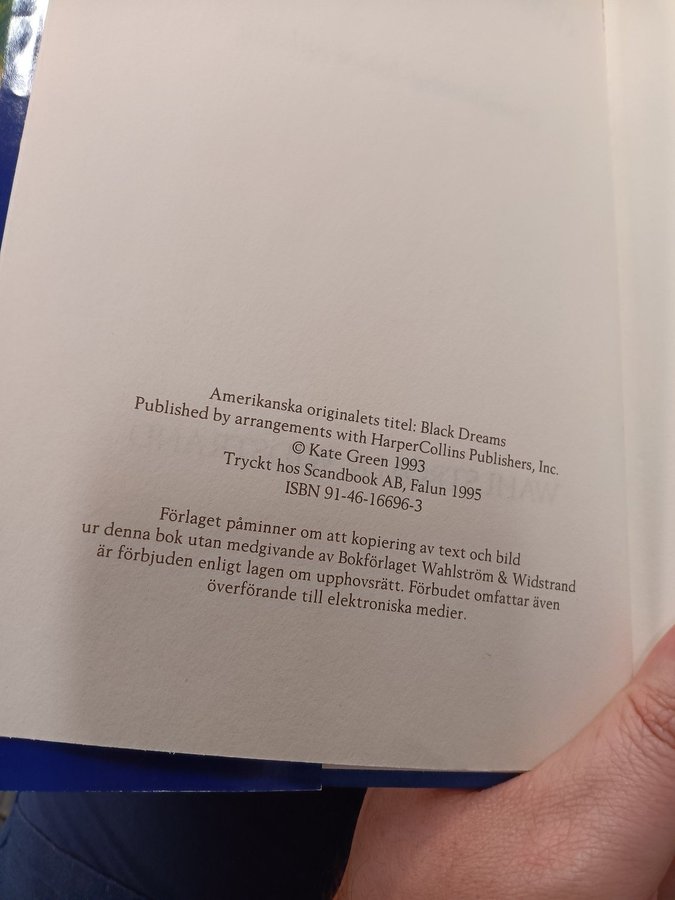 Amerikanska originalets titel: Black Dreams
Published by arrangements with HarperCollins Publishers, Inc.
© Kate Green 1993
Tryckt hos Scandbook AB, Falun 1995
ISBN 91-46-16696-3
Förlaget påminner om att kopiering av text och bild
ur denna bok utan medgivande av Bokförlaget Wahlström & Widstrand
är förbjuden enligt lagen om upphovsrätt. Förbudet omfattar även
överförande till elektroniska medier.